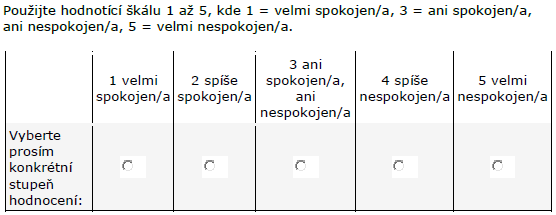 Použijte hodnotící škálu 1 až 5, kde 1 = velmi spokojen/a, 3 = ani spokojen/a,
ani nespokojen/a, 5 = velmi nespokojen/a.
1 velmi
spokojen/a
2 spíše
spokojen/a
3 ani
spokojen/a,
ani
nespokojen/a
4 spíše
nespokojen/a
5 velmi
nespokojen/a
Vyberte
prosím
konkrétní
stupeň
hodnocení: